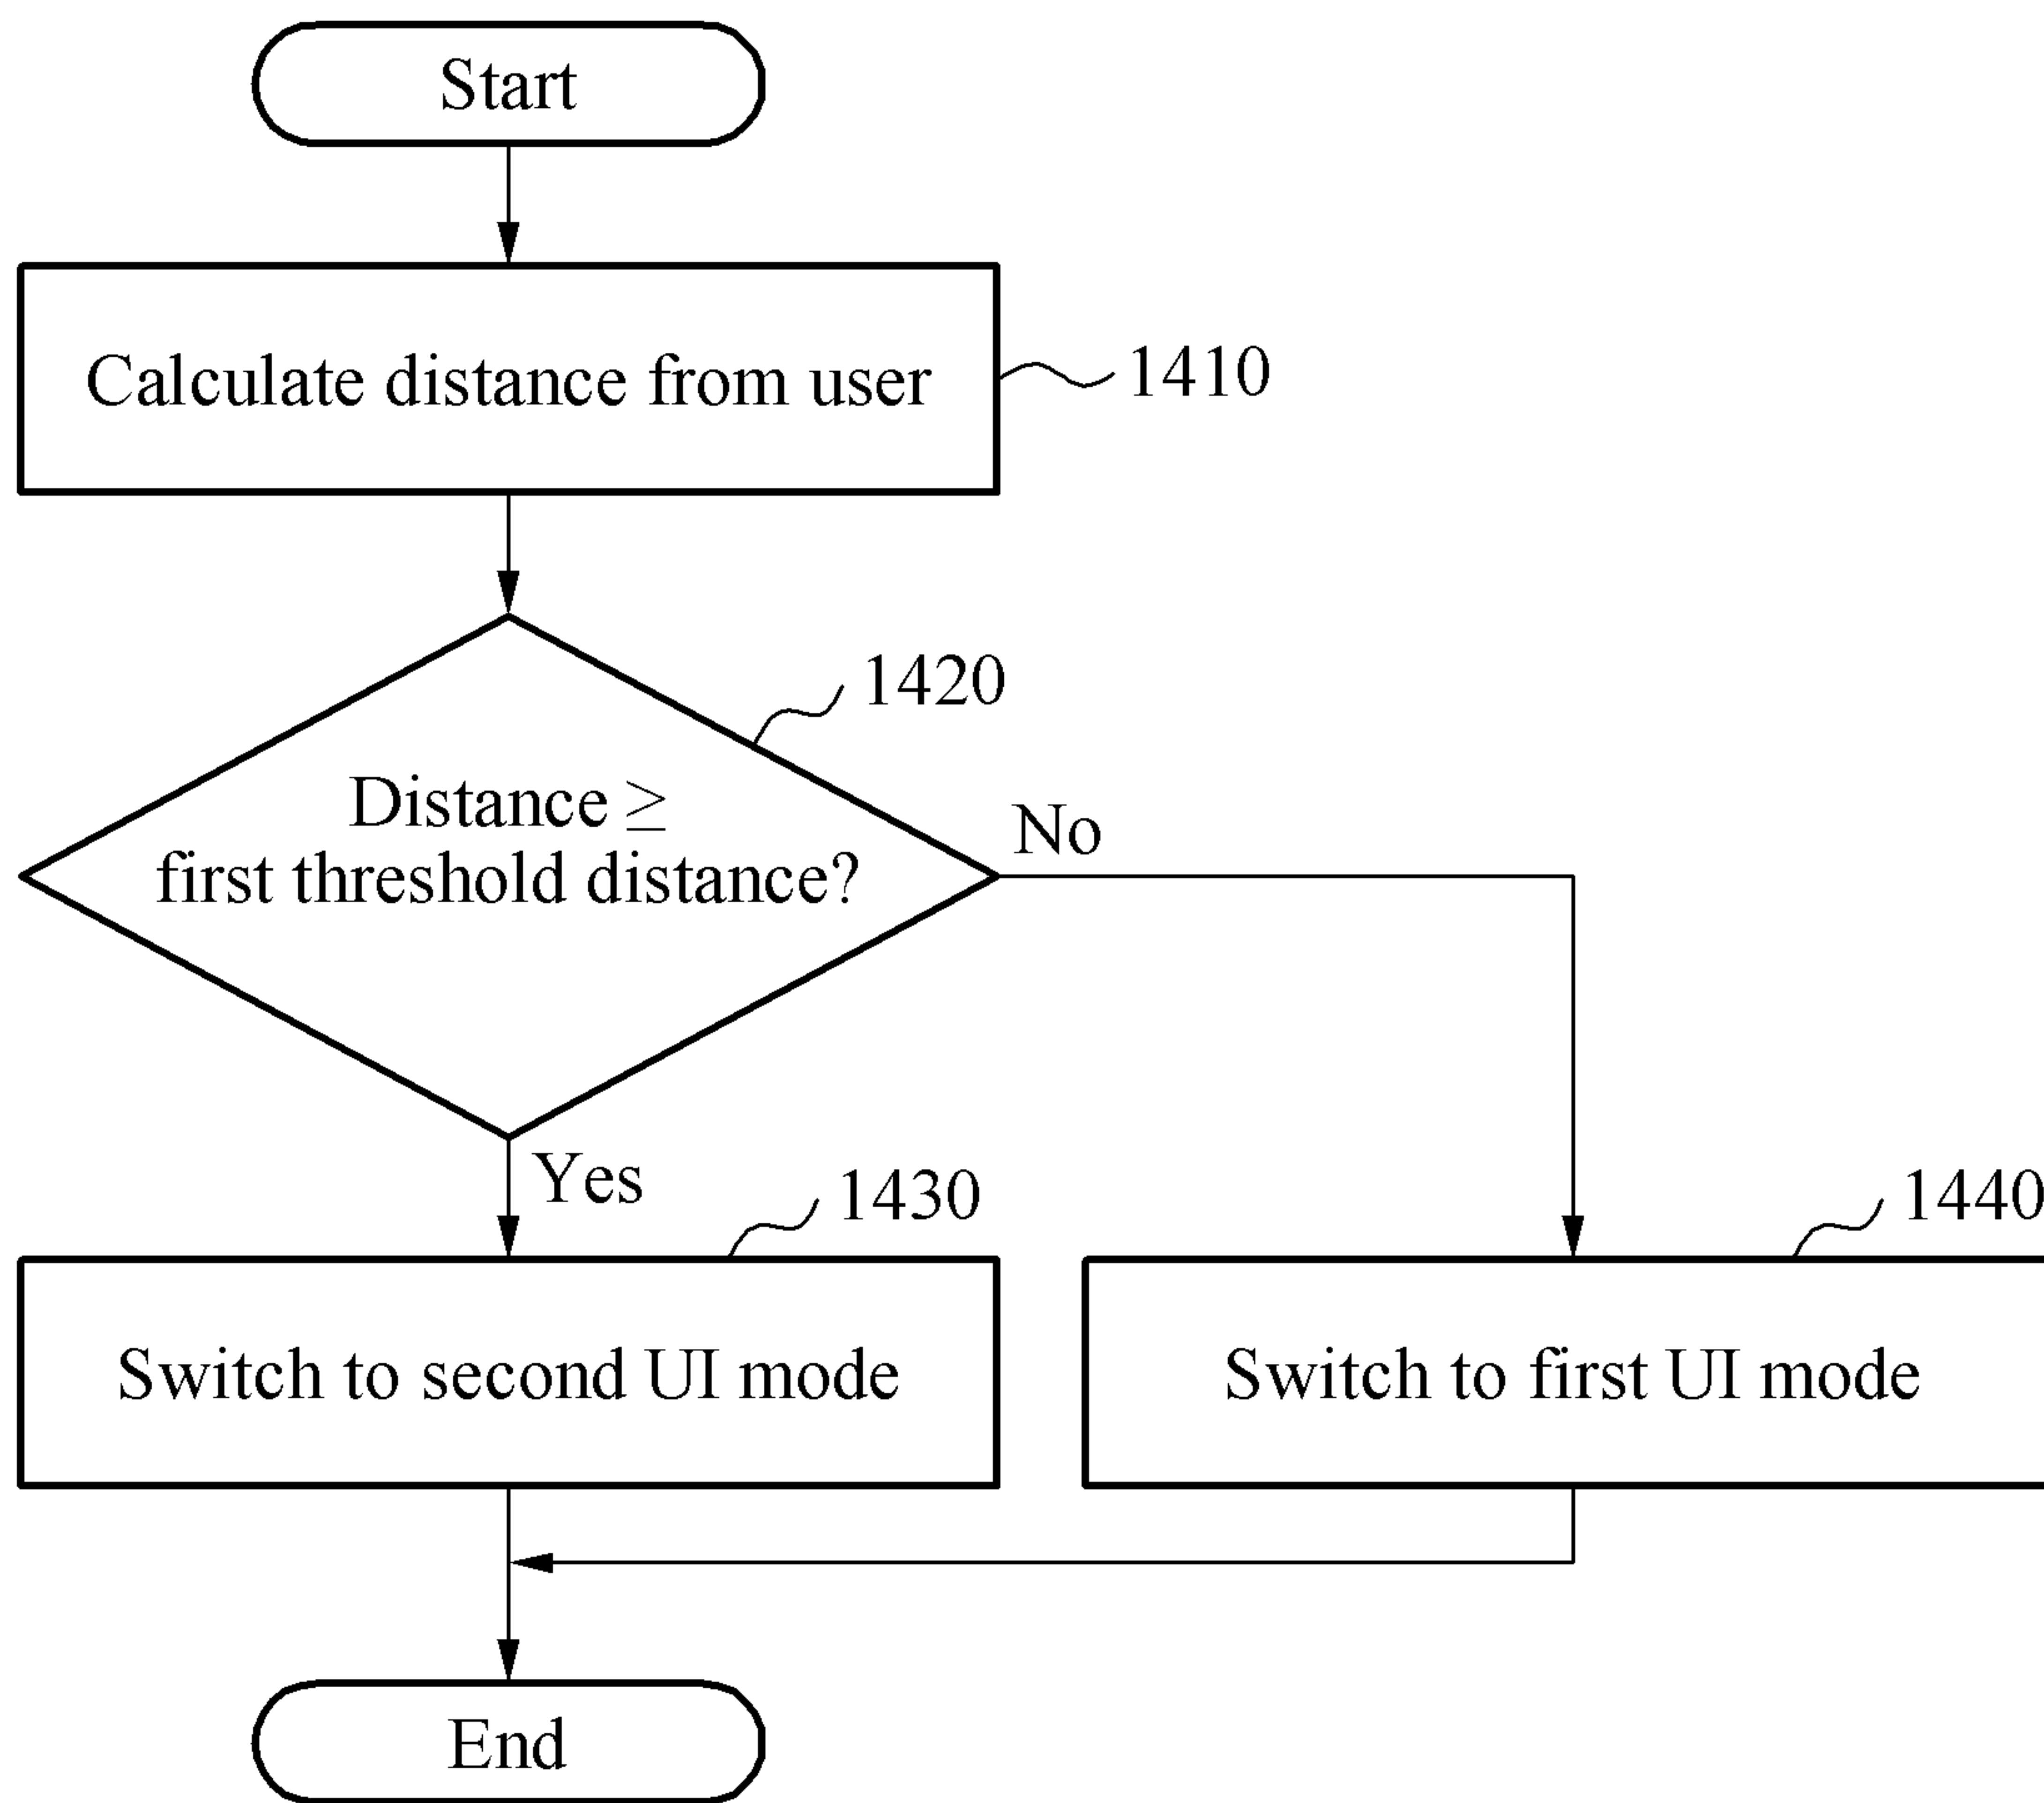 Start
Calculate distance from user
1410
1420
Distance ≥
first threshold distance?
No
Yes
1430
1440
Switch to second UI mode
Switch to first UI mode
End